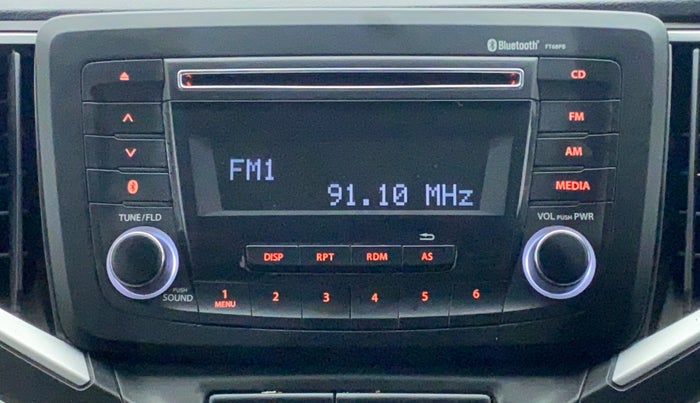 Bluetooth® FT68PB
CD
FM
AM
MEDIA
FM1
91.10 MHz
TUNE/FLD
VOL PUSH PWR
DISP RPT RDM AS
PUSH
SOUND
1 2 3 4 5 6
MENU